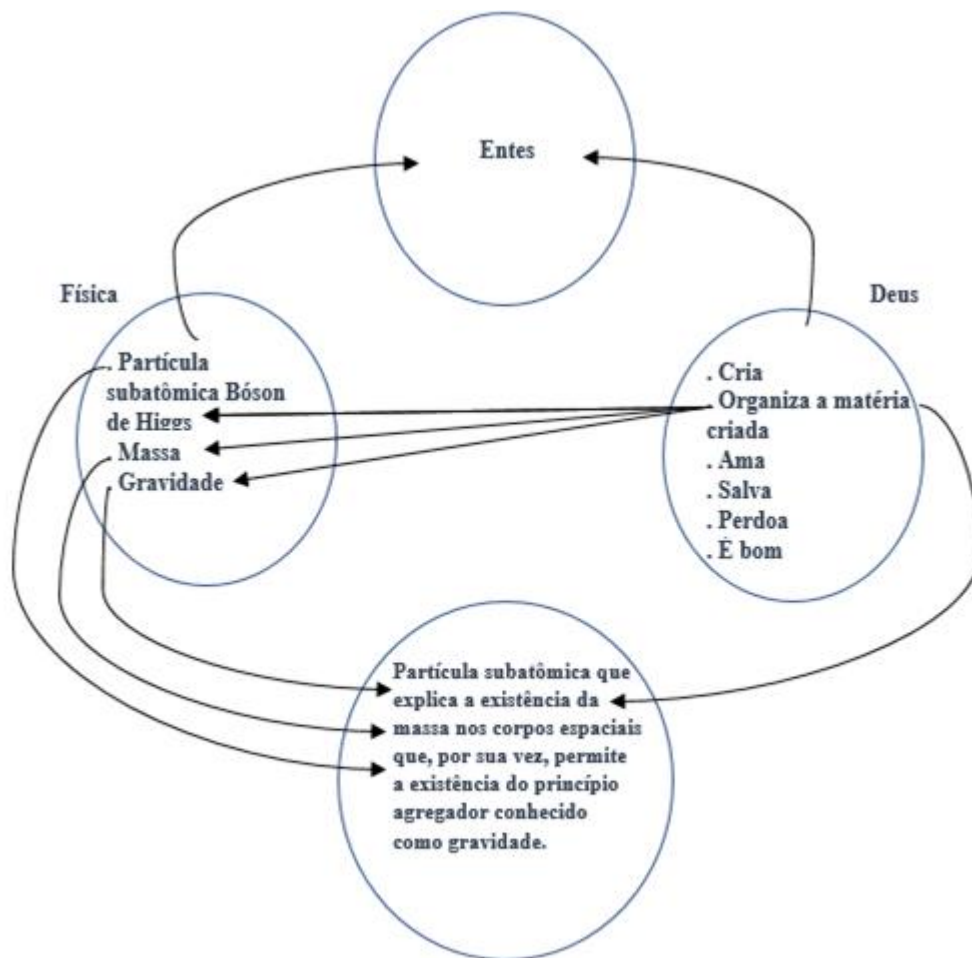 Entes
Física
Deus
. Partícula
subatômica Bóson
de Higgs
. Massa
. Gravidade
. Cria
. Organiza a matéria
criada
. Ama
. Salva
. Perdoa
. É bom
Partícula subatômica que
explica a existência da
massa nos corpos espaciais
que, por sua vez, permite
a existência do princípio
agregador conhecido
como gravidade.